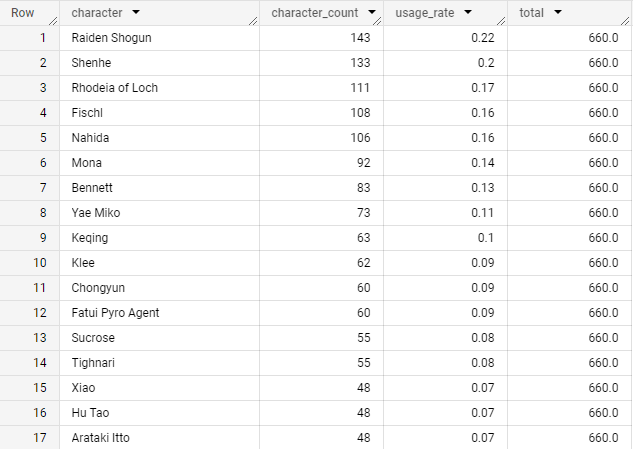 Row character character_count usage_rate total
1 Raiden Shogun 143 0.22 660.0
2 Shenhe 133 0.2 660.0
3 Rhodeia of Loch 111 0.17 660.0
4 Fischl 108 0.16 660.0
5 Nahida 106 0.16 660.0
6 Mona 92 0.14 660.0
7 Bennett 83 0.13 660.0
8 Yae Miko 73 0.11 660.0
9 Keqing 63 0.1 660.0
10 Klee 62 0.09 660.0
11 Chongyun 60 0.09 660.0
12 Fatui Pyro Agent 60 0.09 660.0
13 Sucrose 55 0.08 660.0
14 Tighnari 55 0.08 660.0
15 Xiao 48 0.07 660.0
16 Hu Tao 48 0.07 660.0
17 Arataki Itto 48 0.07 660.0